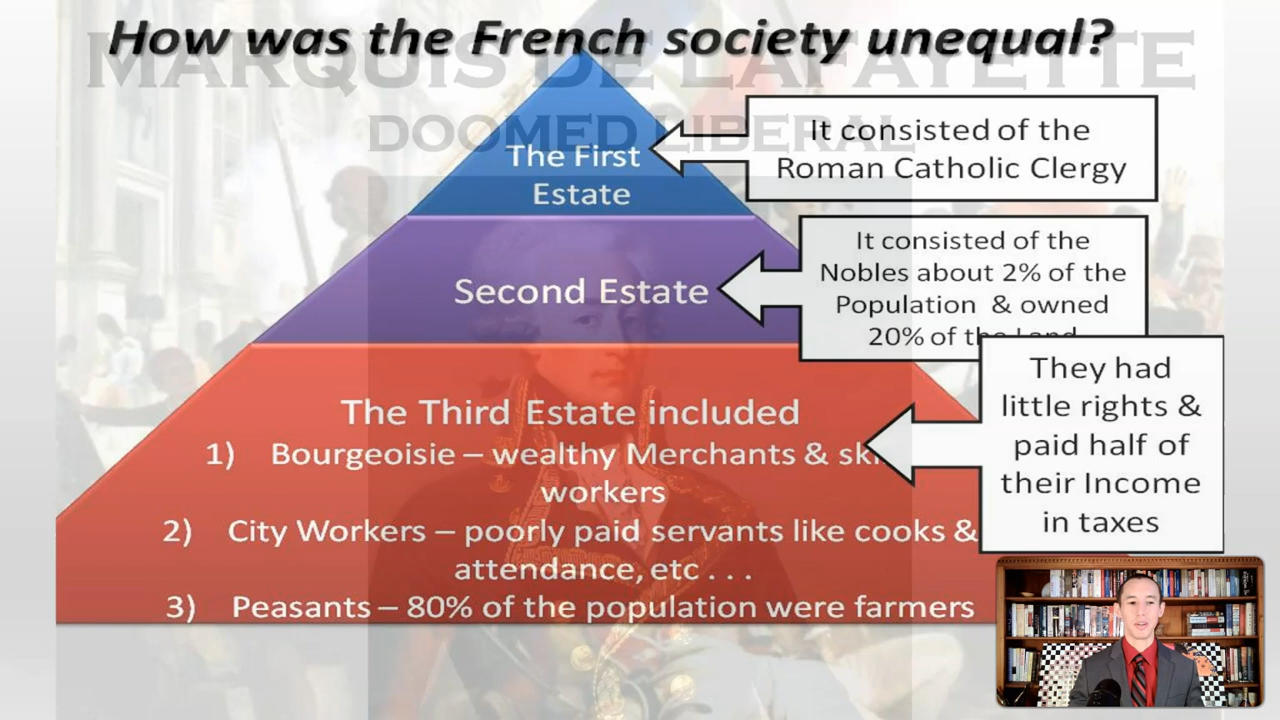 How was the French society unequal?
MARQUIS DE LAFAYETTE
DOOMED LIBERAL
The First
Estate
It consisted of the
Roman Catholic Clergy
Second Estate
It consisted of the
Nobles about 2% of the
Population & owned
20% of the Land
The Third Estate included
1) Bourgeoisie – wealthy Merchants &
workers
2) City Workers – poorly paid servants like cooks &
attendance, etc . . .
3) Peasants – 80% of the population were farmers
They had
little rights &
paid half of
their Income
in taxes